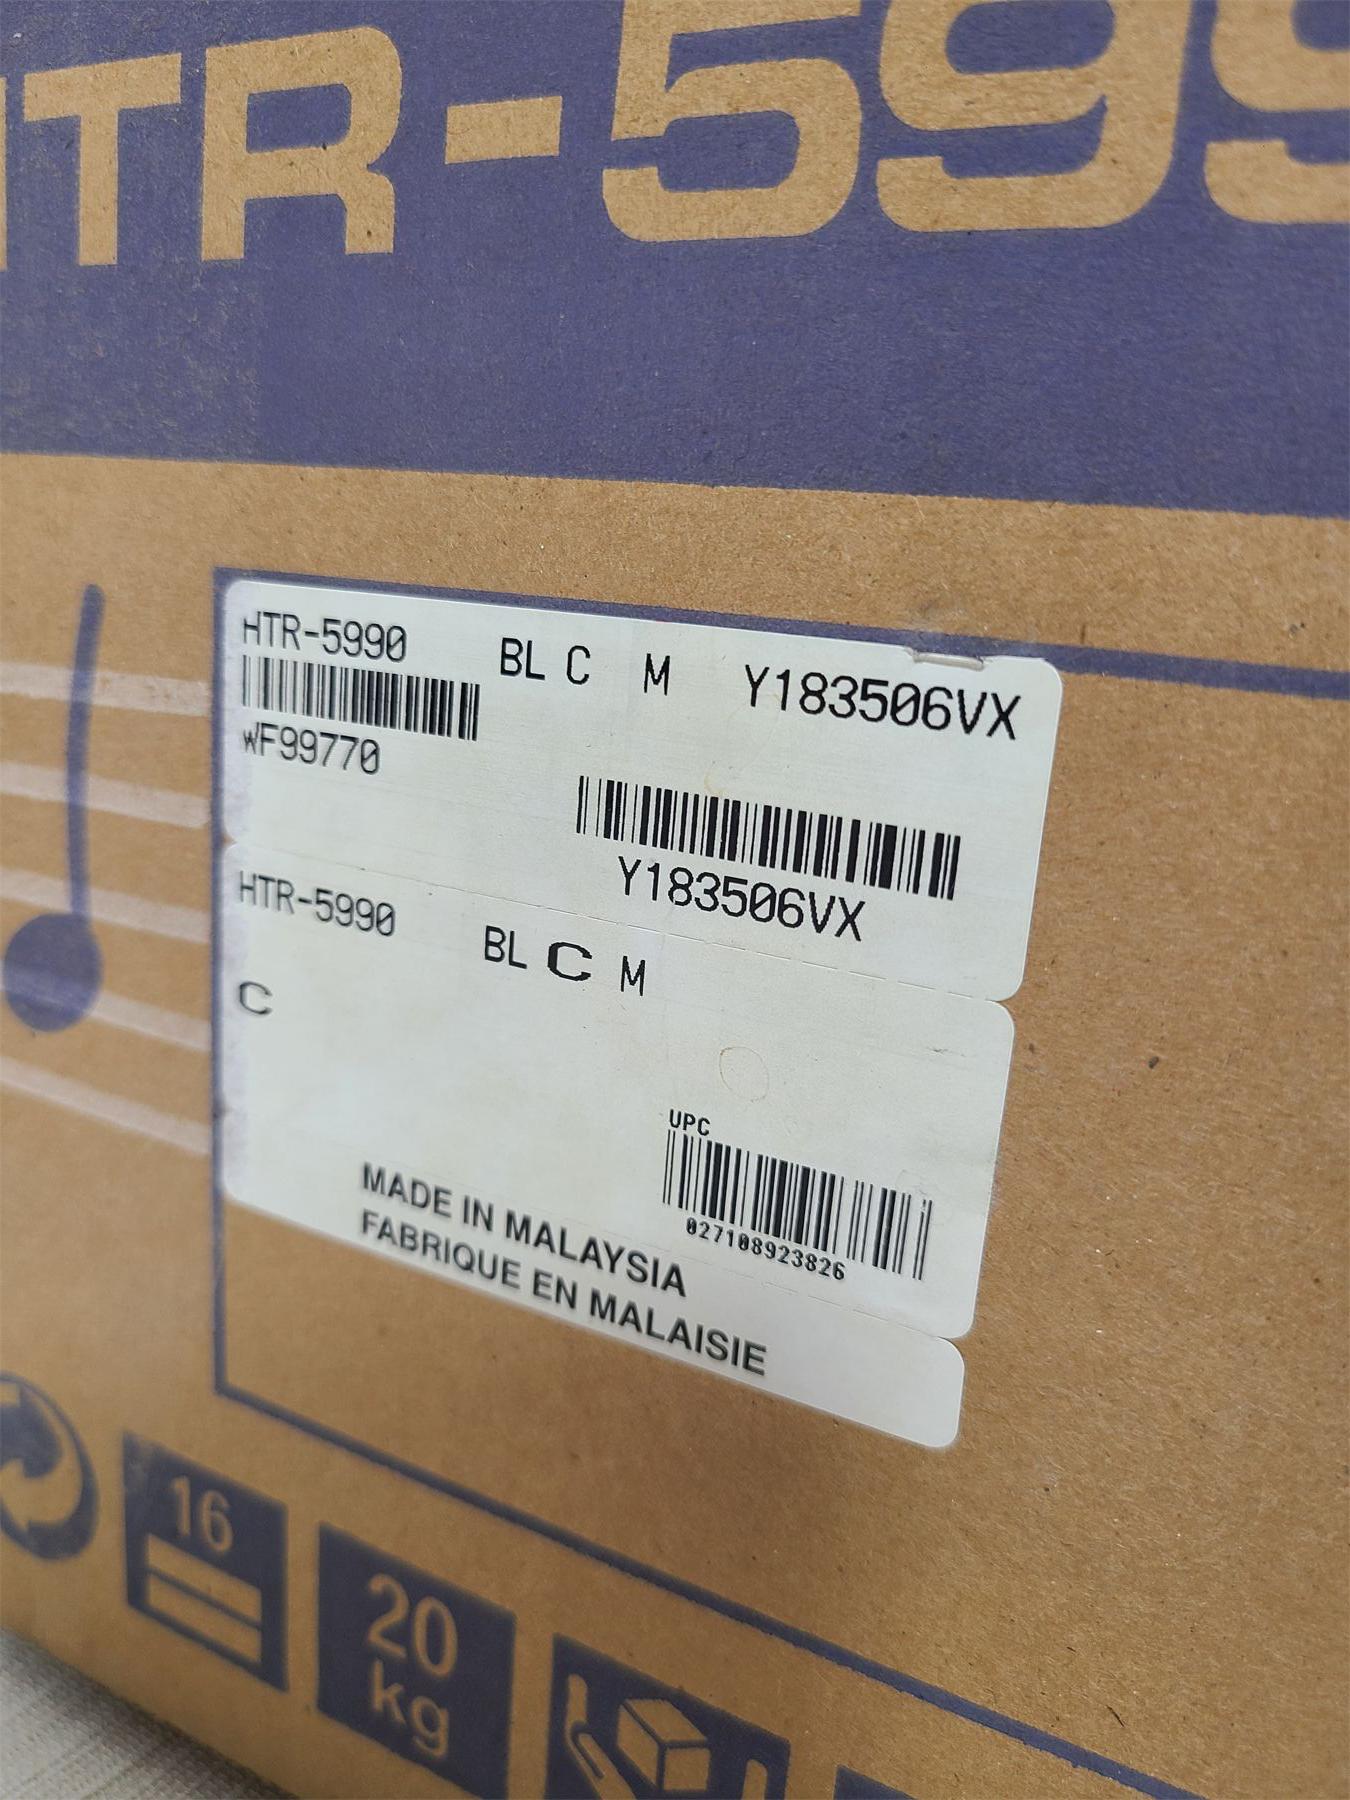 HTR-599
HTR-5990 BL C M Y183506VX
WF99770
Y183506VX
HTR-5990 BL C M
C
UPC
027108923826
MADE IN MALAYSIA
FABRIQUE EN MALAISIE
16
20
kg